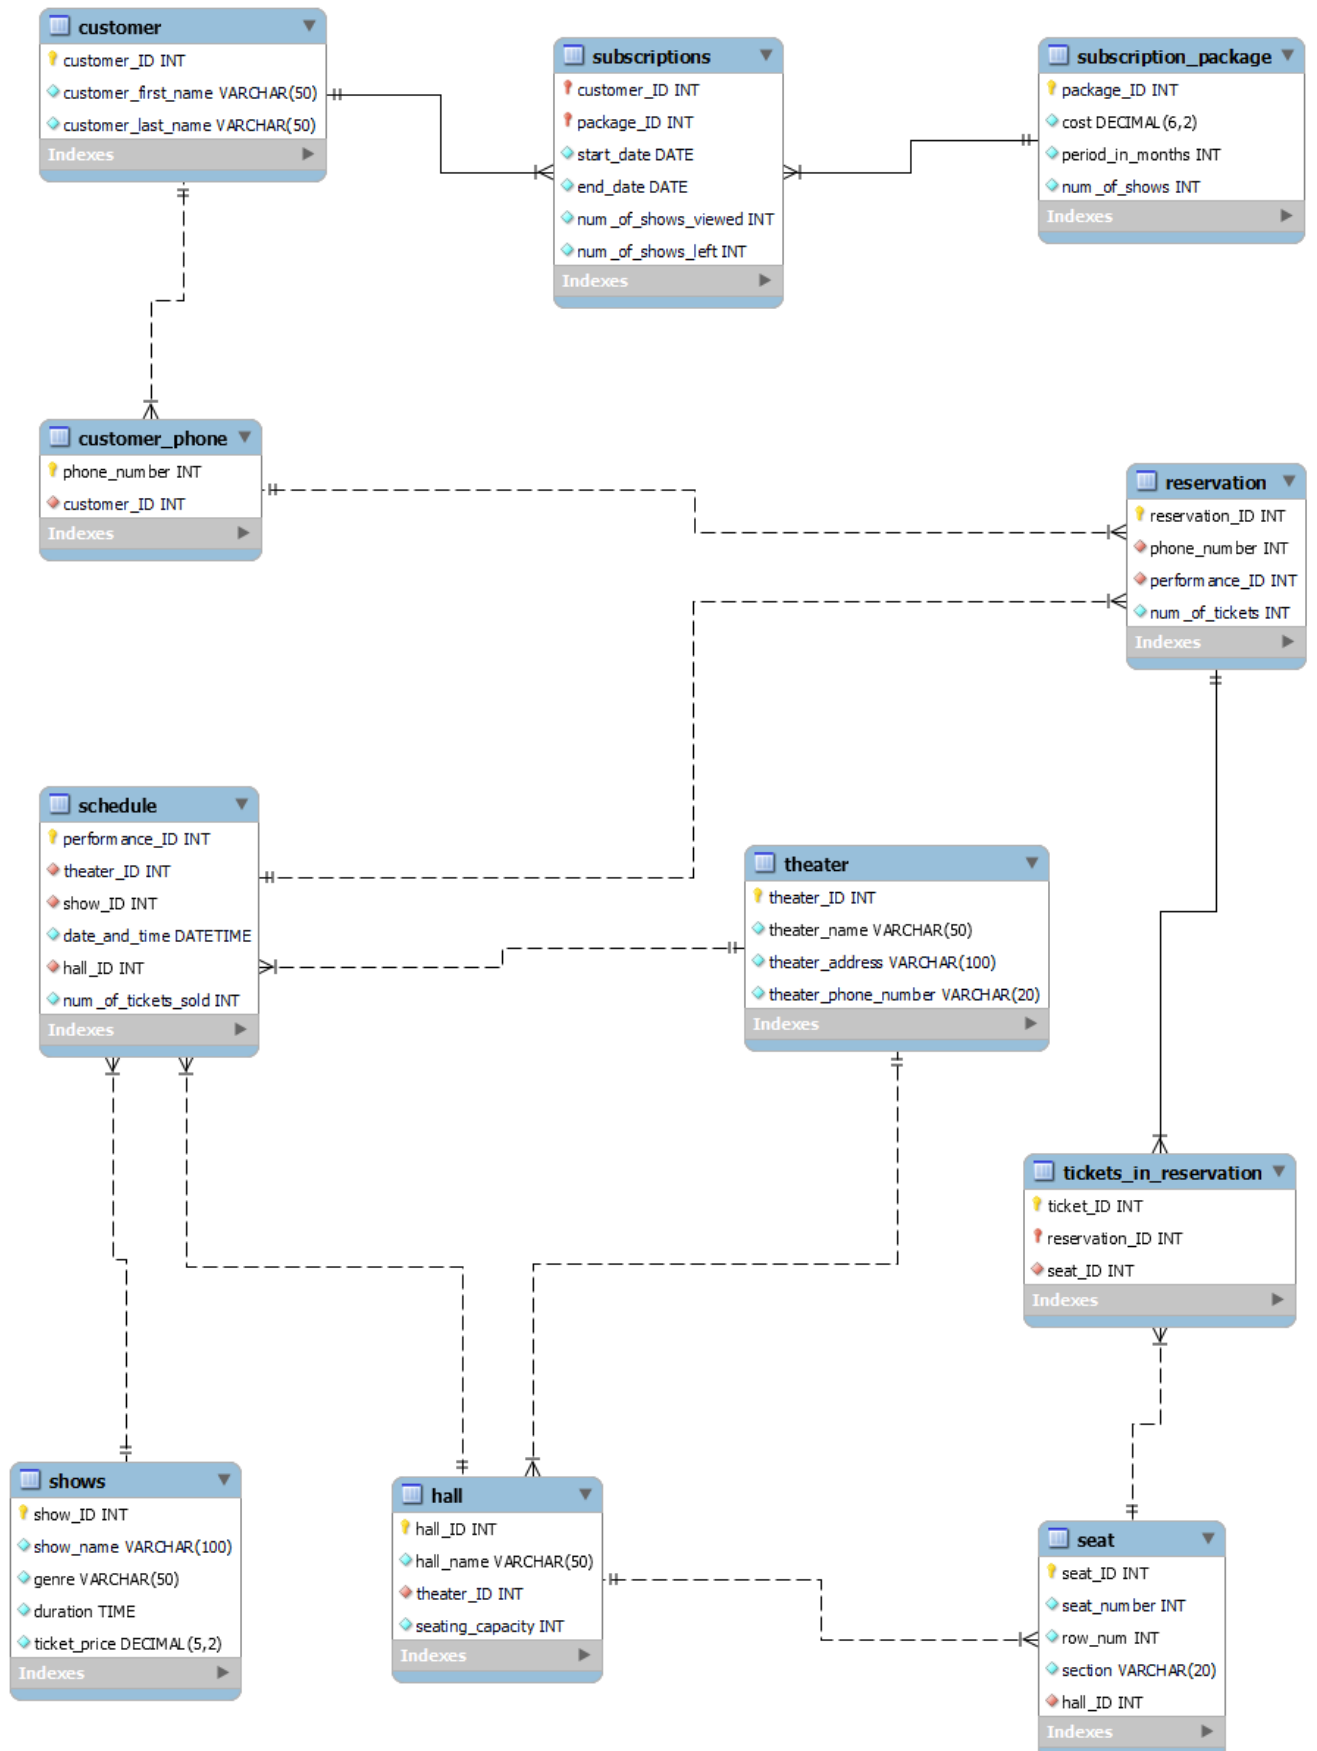 customer
customer_ID INT
customer_first_name VARCHAR(50)
customer_last_name VARCHAR(50)
Indexes
subscriptions
customer_ID INT
package_ID INT
start_date DATE
end_date DATE
num_of_shows_viewed INT
num_of_shows_left INT
Indexes
subscription_package
package_ID INT
cost DECIMAL(6,2)
period_in_months INT
num_of_shows INT
Indexes
customer_phone
phone_number INT
customer_ID INT
Indexes
reservation
reservation_ID INT
phone_number INT
performance_ID INT
num_of_tickets INT
Indexes
schedule
performance_ID INT
theater_ID INT
show_ID INT
date_and_time DATETIME
hall_ID INT
num_of_tickets_sold INT
Indexes
theater
theater_ID INT
theater_name VARCHAR(50)
theater_address VARCHAR(100)
theater_phone_number VARCHAR(20)
Indexes
tickets_in_reservation
ticket_ID INT
reservation_ID INT
seat_ID INT
Indexes
shows
show_ID INT
show_name VARCHAR(100)
genre VARCHAR(50)
duration TIME
ticket_price DECIMAL(5,2)
Indexes
hall
hall_ID INT
hall_name VARCHAR(50)
theater_ID INT
seating_capacity INT
Indexes
seat
seat_ID INT
seat_number INT
row_num INT
section VARCHAR(20)
hall_ID INT
Indexes